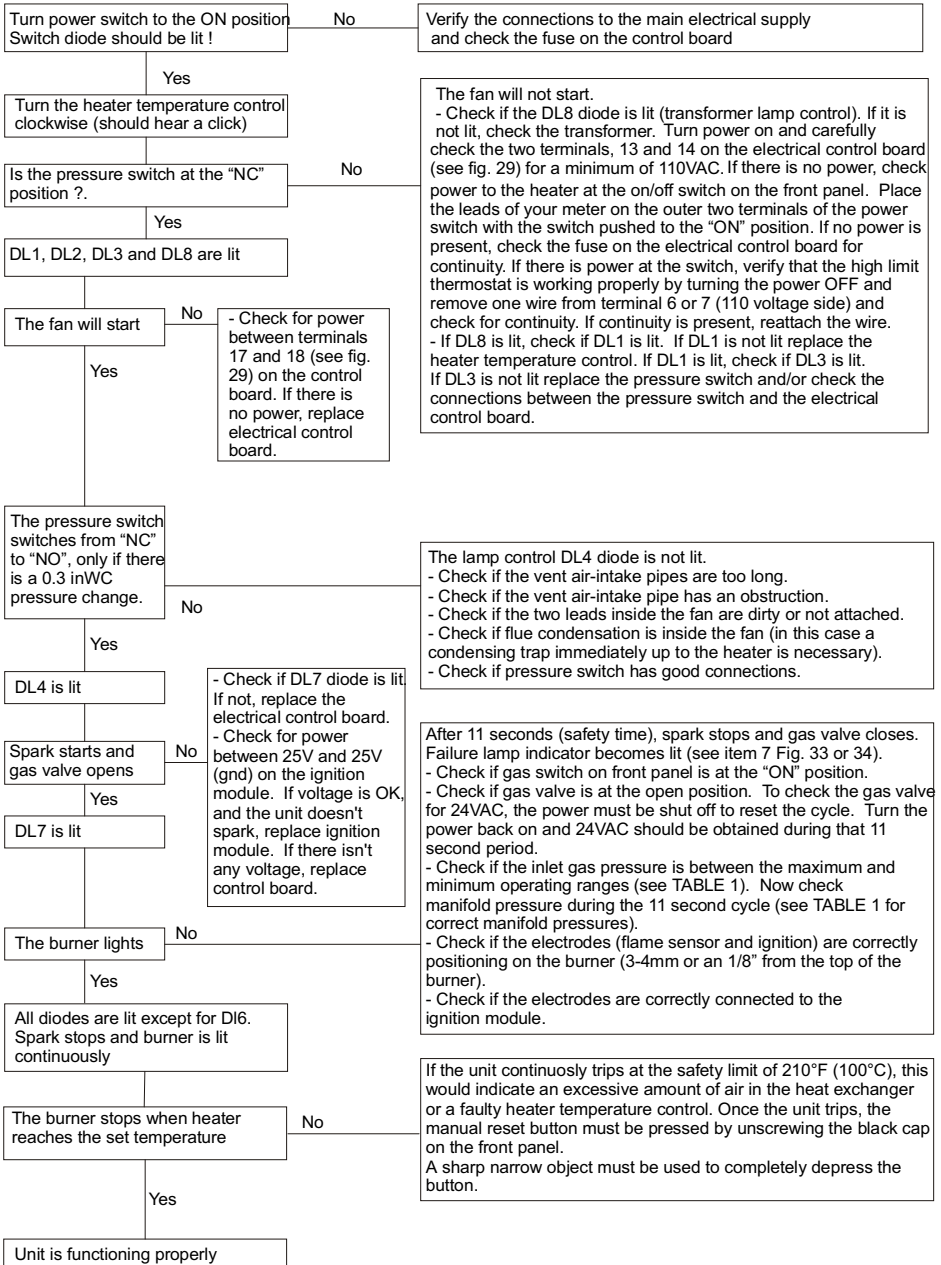 Turn power switch to the ON position
Switch diode should be lit !
No
Verify the connections to the main electrical supply
and check the fuse on the control board
Yes
Turn the heater temperature control
clockwise (should hear a click)
Is the pressure switch at the “NC”
position ?.
No
The fan will not start.
- Check if the DL8 diode is lit (transformer lamp control). If it is
not lit, check the transformer. Turn power on and carefully
check the two terminals, 13 and 14 on the electrical control board
(see fig. 29) for a minimum of 110VAC. If there is no power, check
power to the heater at the on/off switch on the front panel. Place
the leads of your meter on the outer two terminals of the power
switch with the switch pushed to the “ON” position. If no power is
present, check the fuse on the electrical control board for
continuity. If there is power at the switch, verify that the high limit
thermostat is working properly by turning the power OFF and
remove one wire from terminal 6 or 7 (110 voltage side) and
check for continuity. If continuity is present, reattach the wire.
- If DL8 is lit, check if DL1 is lit. If DL1 is not lit replace the
heater temperature control. If DL1 is lit, check if DL3 is lit.
If DL3 is not lit replace the pressure switch and/or check the
connections between the pressure switch and the electrical
control board.
Yes
DL1, DL2, DL3 and DL8 are lit
The fan will start
No
- Check for power
between terminals
17 and 18 (see fig.
29) on the control
board. If there is
no power, replace
electrical control
board.
Yes
The pressure switch
switches from “NC”
to “NO”, only if there
is a 0.3 inWC
pressure change.
No
The lamp control DL4 diode is not lit.
- Check if the vent air-intake pipes are too long.
- Check if the vent air-intake pipe has an obstruction.
- Check if the two leads inside the fan are dirty or not attached.
- Check if flue condensation is inside the fan (in this case a
condensing trap immediately up to the heater is necessary).
- Check if pressure switch has good connections.
Yes
DL4 is lit
Spark starts and
gas valve opens
No
- Check if DL7 diode is lit.
If not, replace the
electrical control board.
- Check for power
between 25V and 25V
(gnd) on the ignition
module. If voltage is OK,
and the unit doesn't
spark, replace ignition
module. If there isn't
any voltage, replace
control board.
Yes
DL7 is lit
The burner lights
No
After 11 seconds (safety time), spark stops and gas valve closes.
Failure lamp indicator becomes lit (see item 7 Fig. 33 or 34).
- Check if gas switch on front panel is at the “ON” position.
- Check if gas valve is at the open position. To check the gas valve
for 24VAC, the power must be shut off to reset the cycle. Turn the
power back on and 24VAC should be obtained during that 11
second period.
- Check if the inlet gas pressure is between the maximum and
minimum operating ranges (see TABLE 1). Now check
manifold pressure during the 11 second cycle (see TABLE 1 for
correct manifold pressures).
- Check if the electrodes (flame sensor and ignition) are correctly
positioning on the burner (3-4mm or an 1/8” from the top of the
burner).
- Check if the electrodes are correctly connected to the
ignition module.
Yes
All diodes are lit except for Dl6.
Spark stops and burner is lit
continuously
The burner stops when heater
reaches the set temperature
No
If the unit continuosly trips at the safety limit of 210°F (100°C), this
would indicate an excessive amount of air in the heat exchanger
or a faulty heater temperature control. Once the unit trips, the
manual reset button must be pressed by unscrewing the black cap
on the front panel.
A sharp narrow object must be used to completely depress the
button.
Yes
Unit is functioning properly